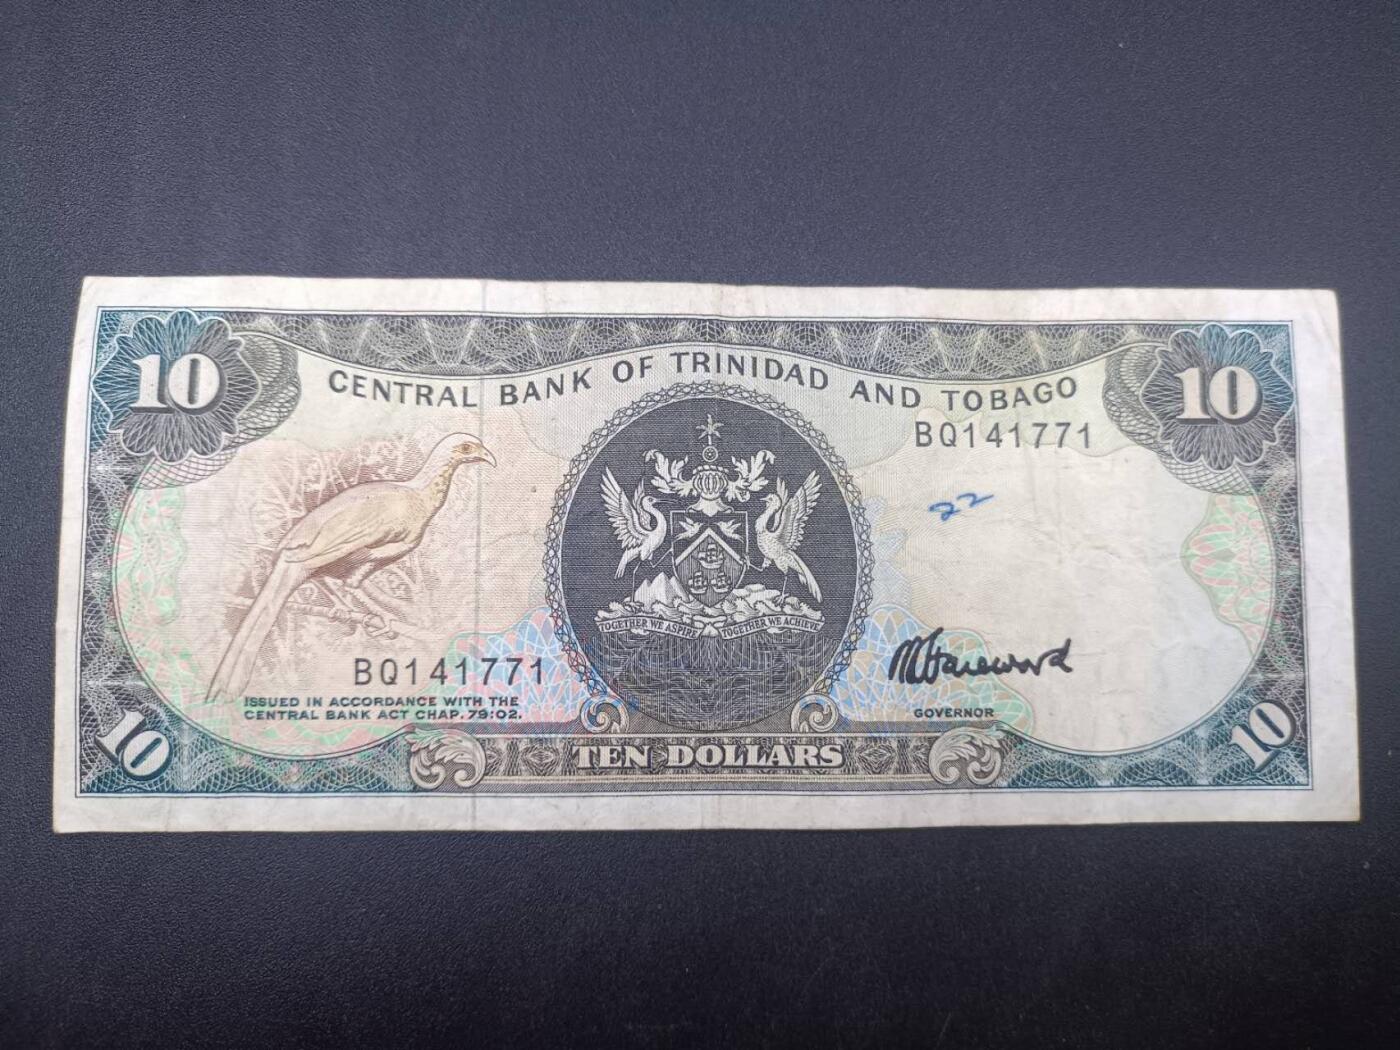 10
10
CENTRAL BANK OF TRINIDAD AND TOBAGO
BQ141771
22
TOGETHER WE ASPIRE TOGETHER WE ACHIEVE
BQ141771
ISSUED IN ACCORDANCE WITH THE
CENTRAL BANK ACT CHAP. 79:02.
GOVERNOR
10
TEN DOLLARS
10